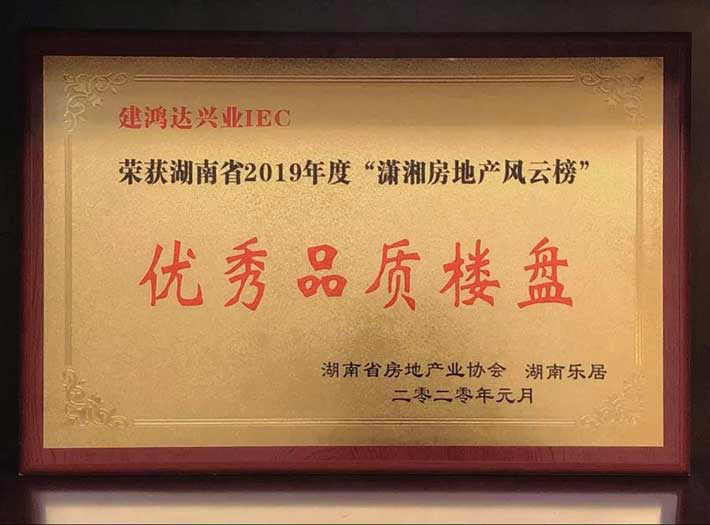 建鸿达兴业IEC
荣获湖南省2019年度“潇湘房地产风云榜”
优秀品质楼盘
湖南省房地产业协会 湖南乐居
二零二零年元月